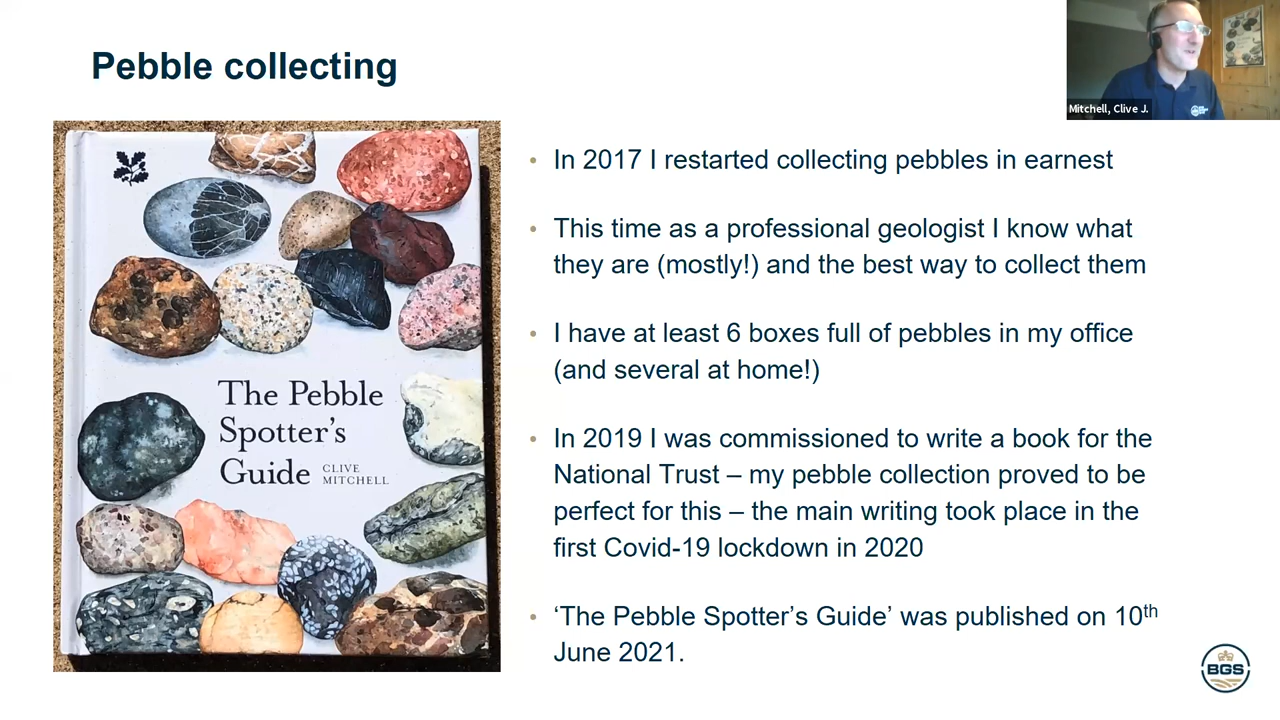 Pebble collecting
Mitchell, Clive J.
The Pebble
Spotter's
Guide CLIVE
MITCHELL
• In 2017 I restarted collecting pebbles in earnest
• This time as a professional geologist I know what
they are (mostly!) and the best way to collect them
• I have at least 6 boxes full of pebbles in my office
(and several at home!)
• In 2019 I was commissioned to write a book for the
National Trust – my pebble collection proved to be
perfect for this – the main writing took place in the
first Covid-19 lockdown in 2020
• ‘The Pebble Spotter’s Guide’ was published on 10th
June 2021.
BGS